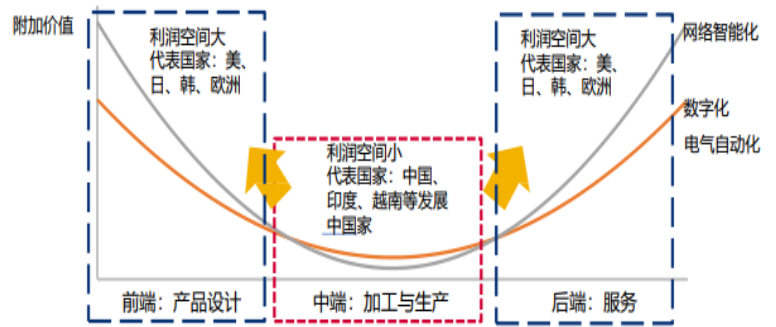 附加价值
利润空间大
代表国家：美、
日、韩、欧洲
利润空间小
代表国家：中国、
印度、越南等发展
中国家
利润空间大
代表国家：美、
日、韩、欧洲
网络智能化
数字化
电气自动化
前端：产品设计
中端：加工与生产
后端：服务